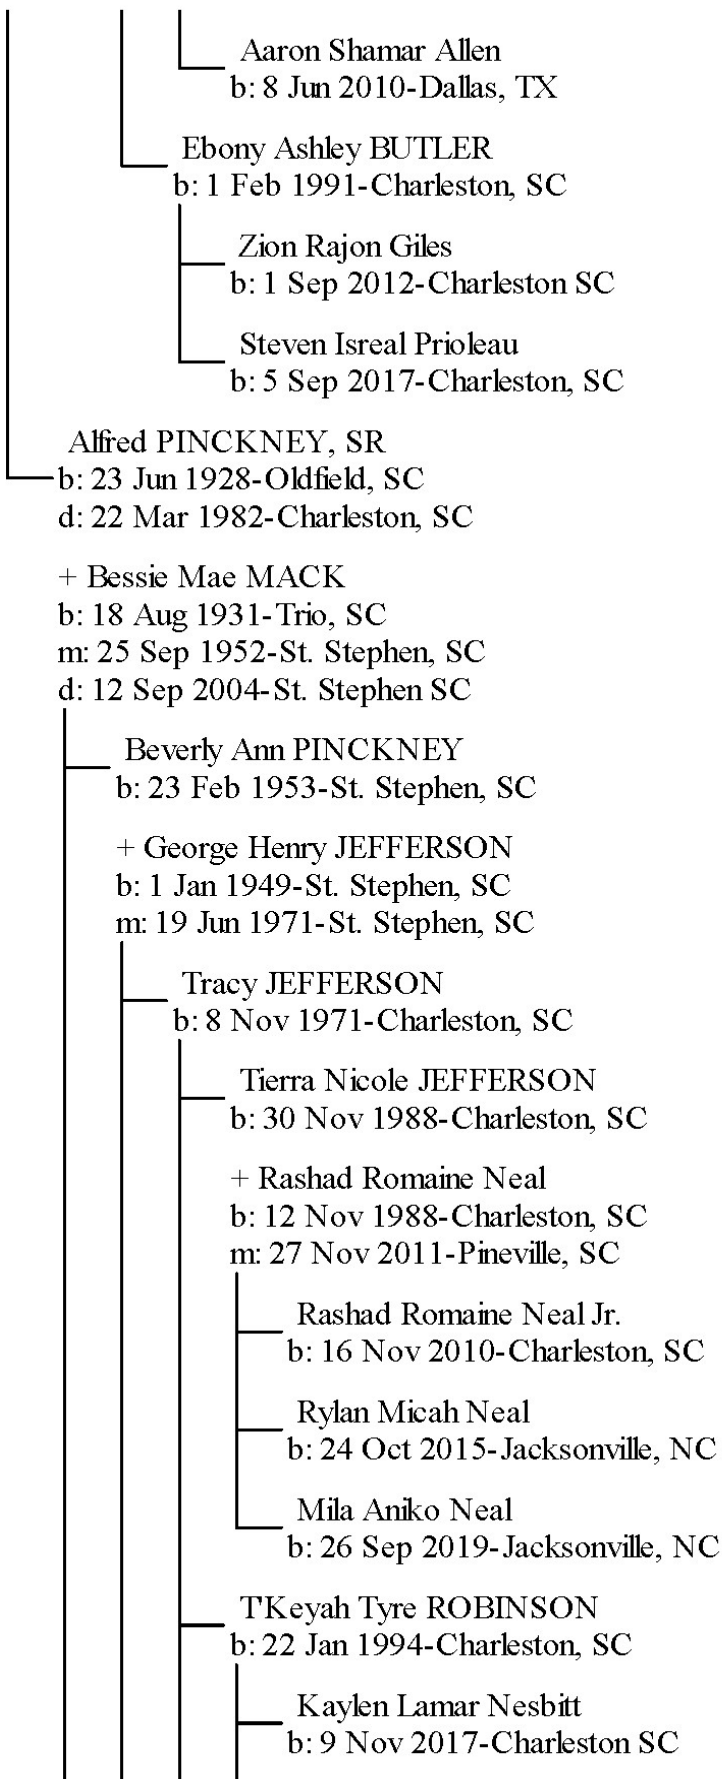 Aaron Shamar Allen
b: 8 Jun 2010-Dallas, TX
Ebony Ashley BUTLER
b: 1 Feb 1991-Charleston, SC
Zion Rajon Giles
b: 1 Sep 2012-Charleston SC
Steven Isreal Prioleau
b: 5 Sep 2017-Charleston, SC
Alfred PINCKNEY, SR
b: 23 Jun 1928-Oldfield, SC
d: 22 Mar 1982-Charleston, SC
+ Bessie Mae MACK
b: 18 Aug 1931-Trio, SC
m: 25 Sep 1952-St. Stephen, SC
d: 12 Sep 2004-St. Stephen SC
Beverly Ann PINCKNEY
b: 23 Feb 1953-St. Stephen, SC
+ George Henry JEFFERSON
b: 1 Jan 1949-St. Stephen, SC
m: 19 Jun 1971-St. Stephen, SC
Tracy JEFFERSON
b: 8 Nov 1971-Charleston, SC
Tierra Nicole JEFFERSON
b: 30 Nov 1988-Charleston, SC
+ Rashad Romaine Neal
b: 12 Nov 1988-Charleston, SC
m: 27 Nov 2011-Pineville, SC
Rashad Romaine Neal Jr.
b: 16 Nov 2010-Charleston, SC
Rylan Micah Neal
b: 24 Oct 2015-Jacksonville, NC
Mila Aniko Neal
b: 26 Sep 2019-Jacksonville, NC
T'Keyah Tyre ROBINSON
b: 22 Jan 1994-Charleston, SC
Kaylen Lamar Nesbitt
b: 9 Nov 2017-Charleston SC